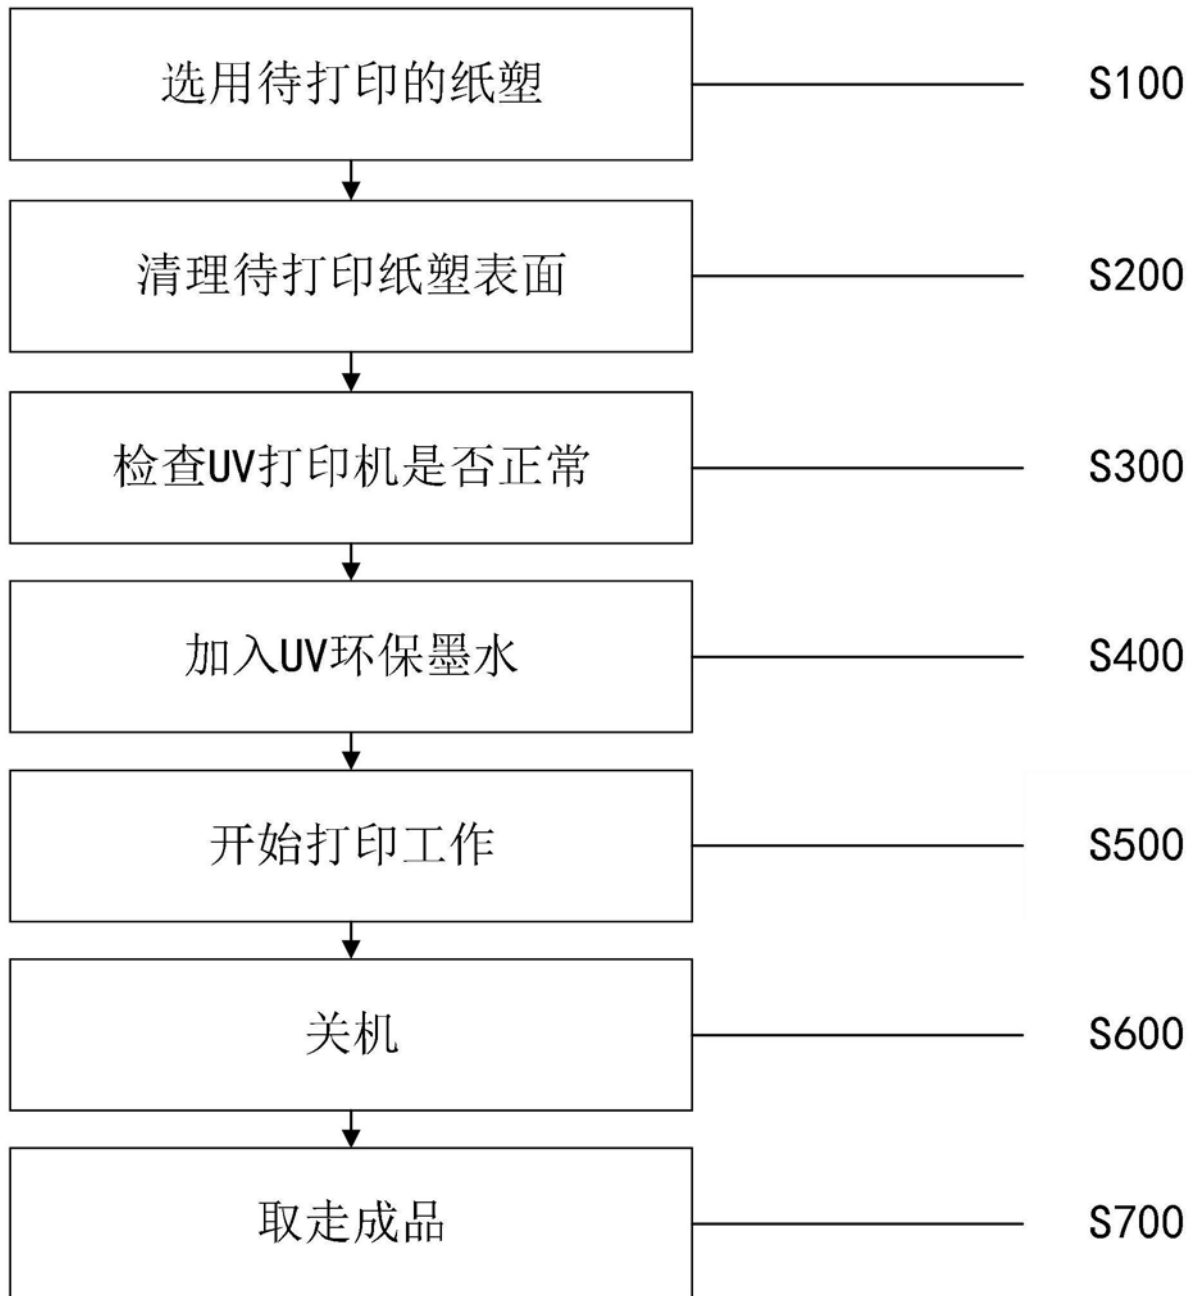 选用待打印的纸塑 S100
清理待打印纸塑表面 S200
检查UV打印机是否正常 S300
加入UV环保墨水 S400
开始打印工作 S500
关机 S600
取走成品 S700